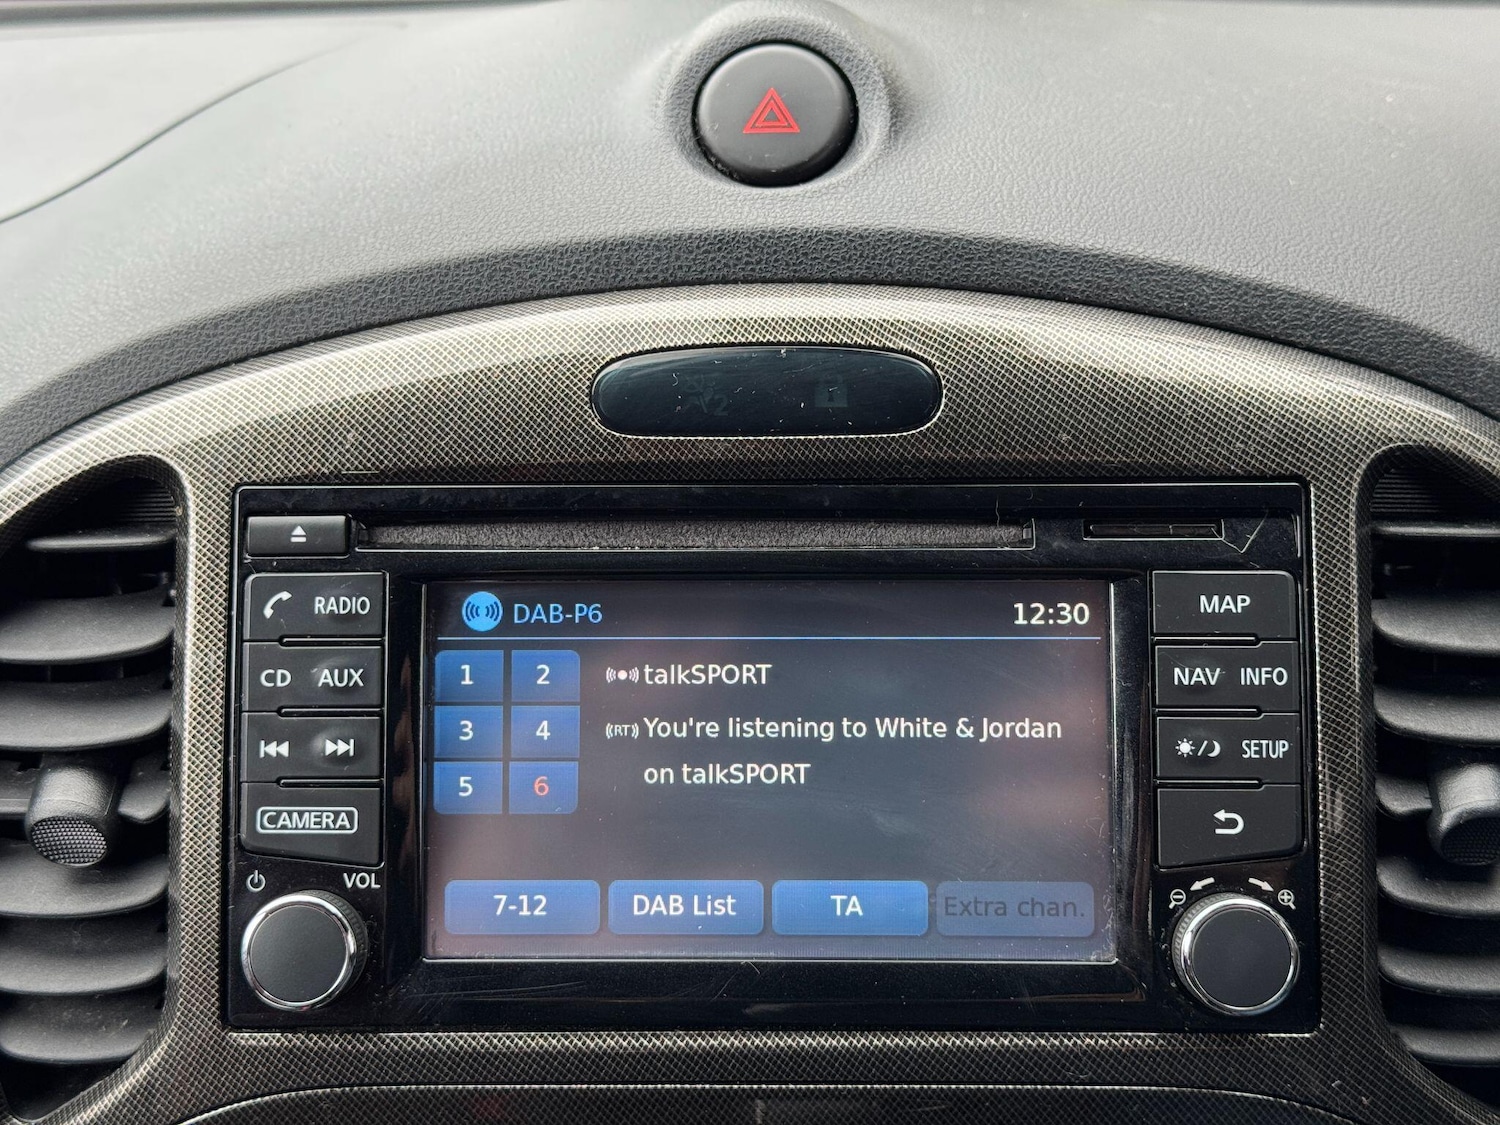 RADIO
CD AUX
CAMERA
VOL
DAB-P6 12:30
1 2
3 4
5 6
talkSPORT
(RT) You're listening to White & Jordan
on talkSPORT
7-12 DAB List TA Extra chan.
MAP
NAV INFO
SETUP